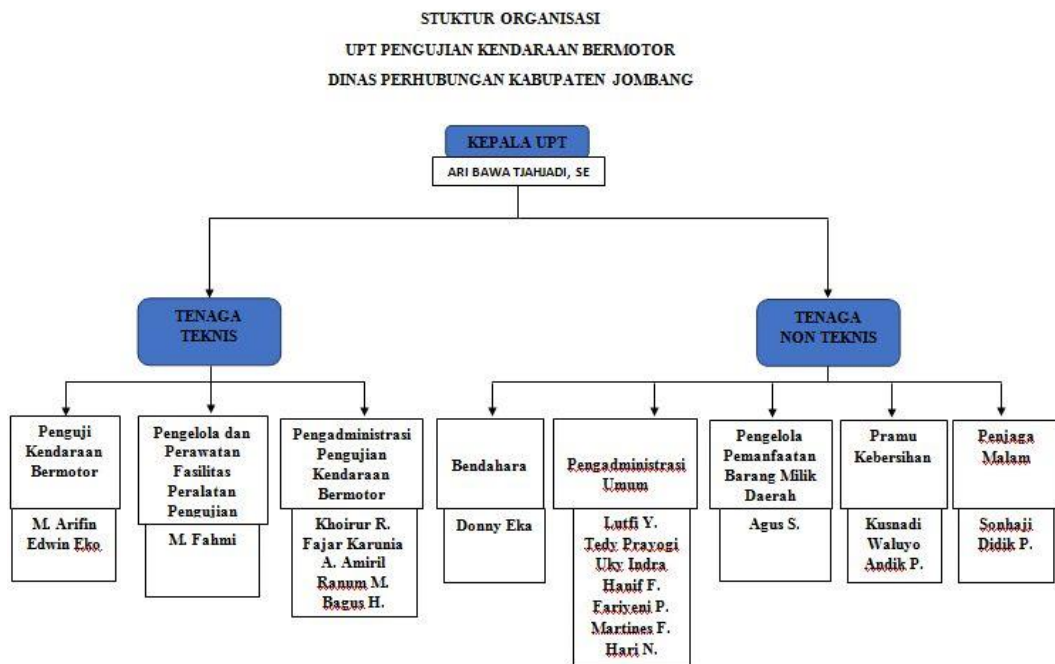 STUKTUR ORGANISASI
UPT PENGUJIAN KENDARAAN BERMOTOR
DINAS PERHUBUNGAN KABUPATEN JOMBANG
KEPALA UPT
ARI BAWA TJAHJADI, SE
TENAGA
TEKNIS
TENAGA
NON TEKNIS
Penguji
Kendaraan
Bermotor
M. Arifin
Edwin Eko
Pengelola dan
Perawatan
Fasilitas
Peralatan
Pengujian
M. Fahmi
Pengadministrasi
Pengujian
Kendaraan
Bermotor
Khoirur R.
Fajar Karunia
A. Amiril
Ranum M.
Bagus H.
Bendahara
Donny Eka
Pengadministrasi
Umum
Lutfi Y.
Tedy Prayogi
Uky Indra
Hanif F.
Fariyeni P.
Martines F.
Hari N.
Pengelola
Pemanfaatan
Barang Milik
Daerah
Agus S.
Pramu
Kebersihan
Kusnadi
Waluyo
Andik P.
Penjaga
Malam
Sonhaji
Didik P.